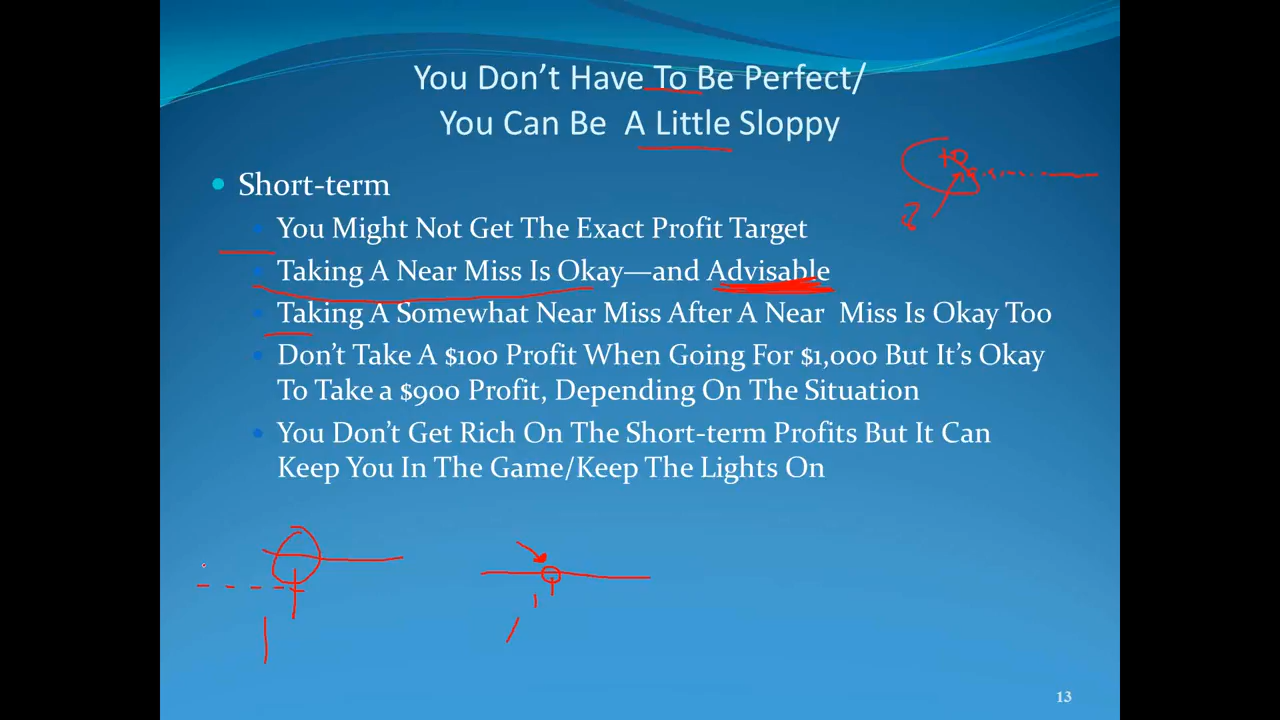 You Don't Have To Be Perfect/
You Can Be A Little Sloppy
Short-term
You Might Not Get The Exact Profit Target
Taking A Near Miss Is Okay—and Advisable
Taking A Somewhat Near Miss After A Near Miss Is Okay Too
Don't Take A $100 Profit When Going For $1,000 But It's Okay
To Take a $900 Profit, Depending On The Situation
You Don't Get Rich On The Short-term Profits But It Can
Keep You In The Game/Keep The Lights On
13